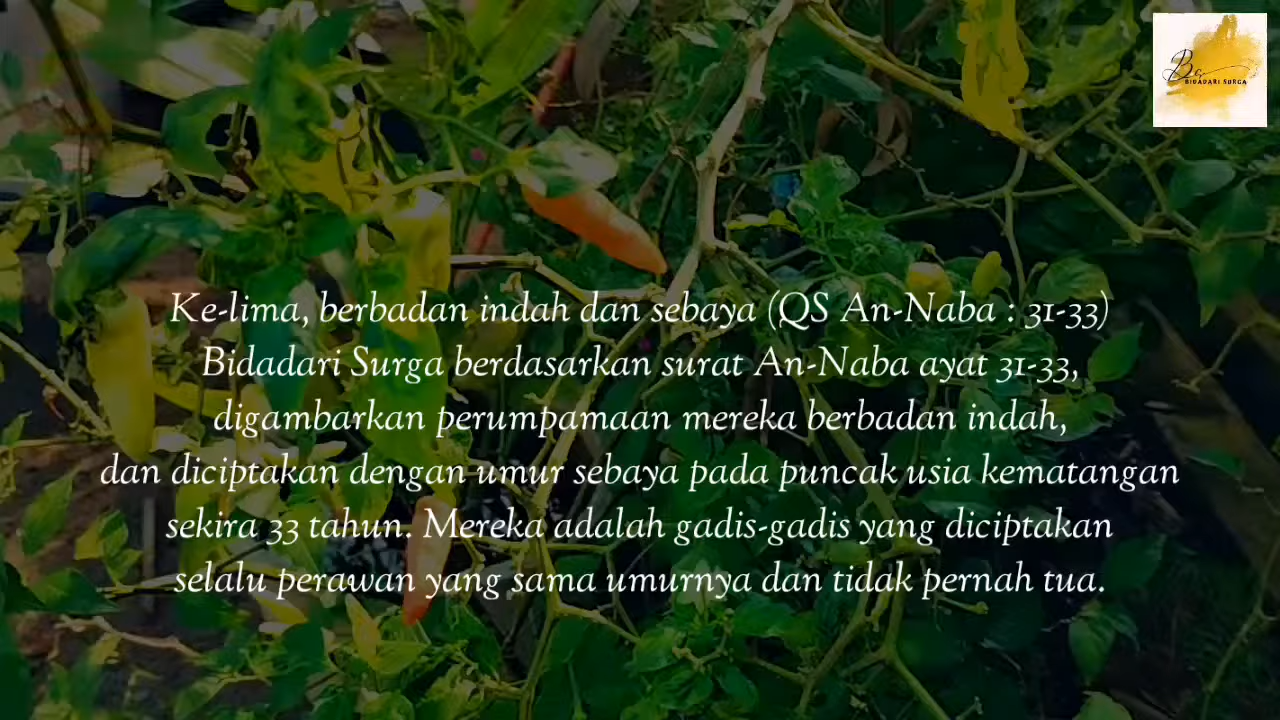 BIDADARI SURGA
Ke-lima, berbadan indah dan sebaya (QS An-Naba : 31-33)
Bidadari Surga berdasarkan surat An-Naba ayat 31-33,
digambarkan perumpamaan mereka berbadan indah,
dan diciptakan dengan umur sebaya pada puncak usia kematangan
sekira 33 tahun. Mereka adalah gadis-gadis yang diciptakan
selalu perawan yang sama umurnya dan tidak pernah tua.